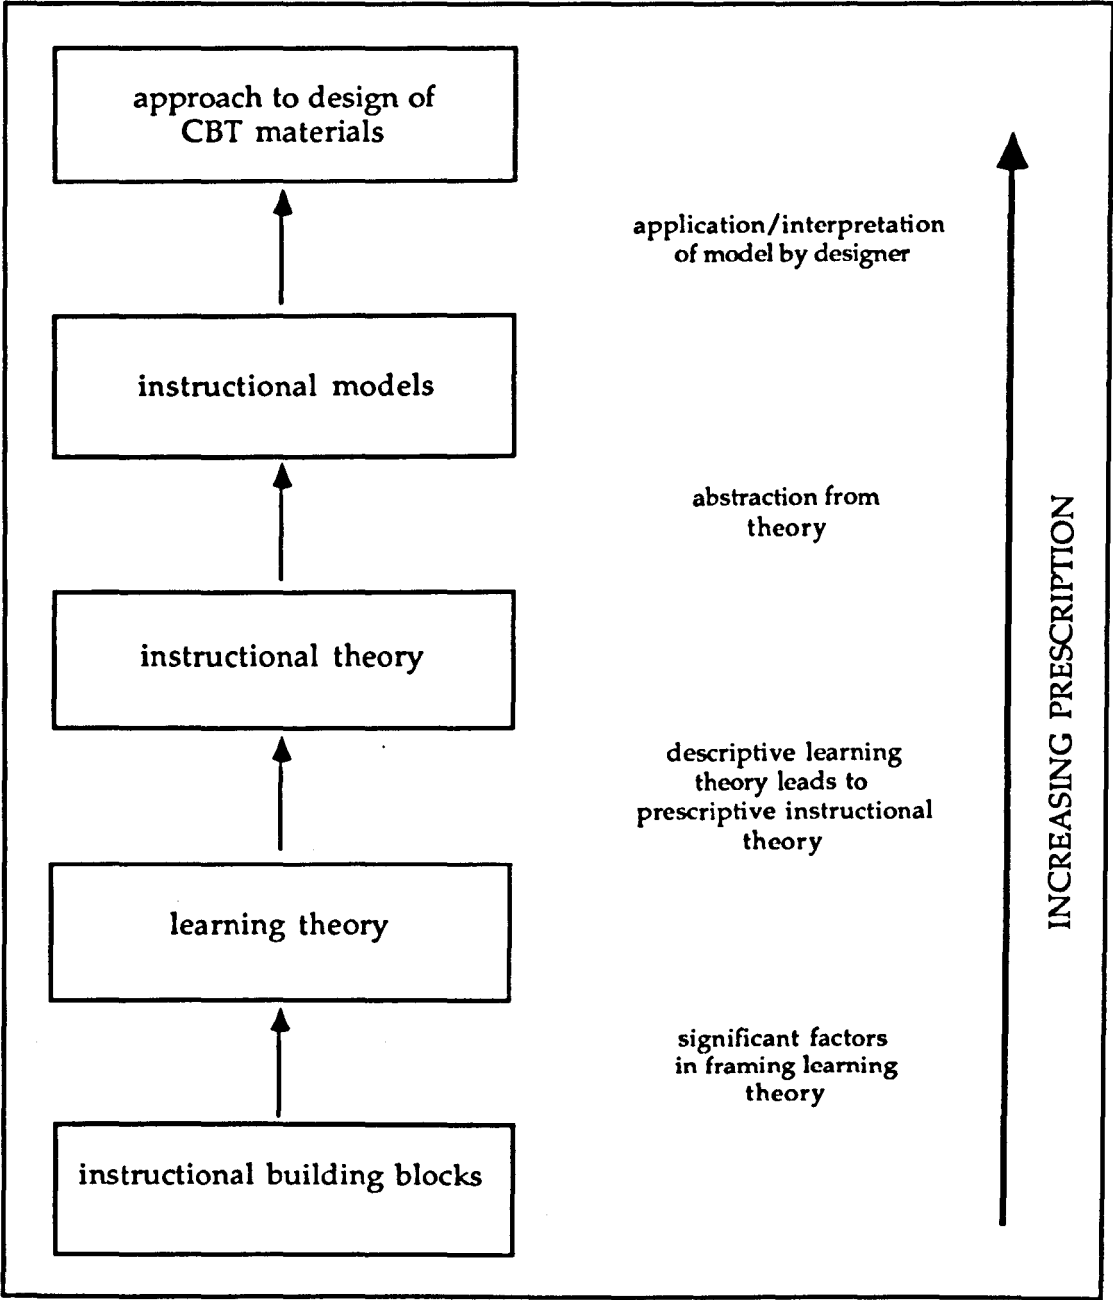 approach to design of
CBT materials
application/interpretation
of model by designer
instructional models
abstraction from
theory
instructional theory
descriptive learning
theory leads to
prescriptive instructional
theory
learning theory
significant factors
in framing learning
theory
instructional building blocks
INCREASING PRESCRIPTION